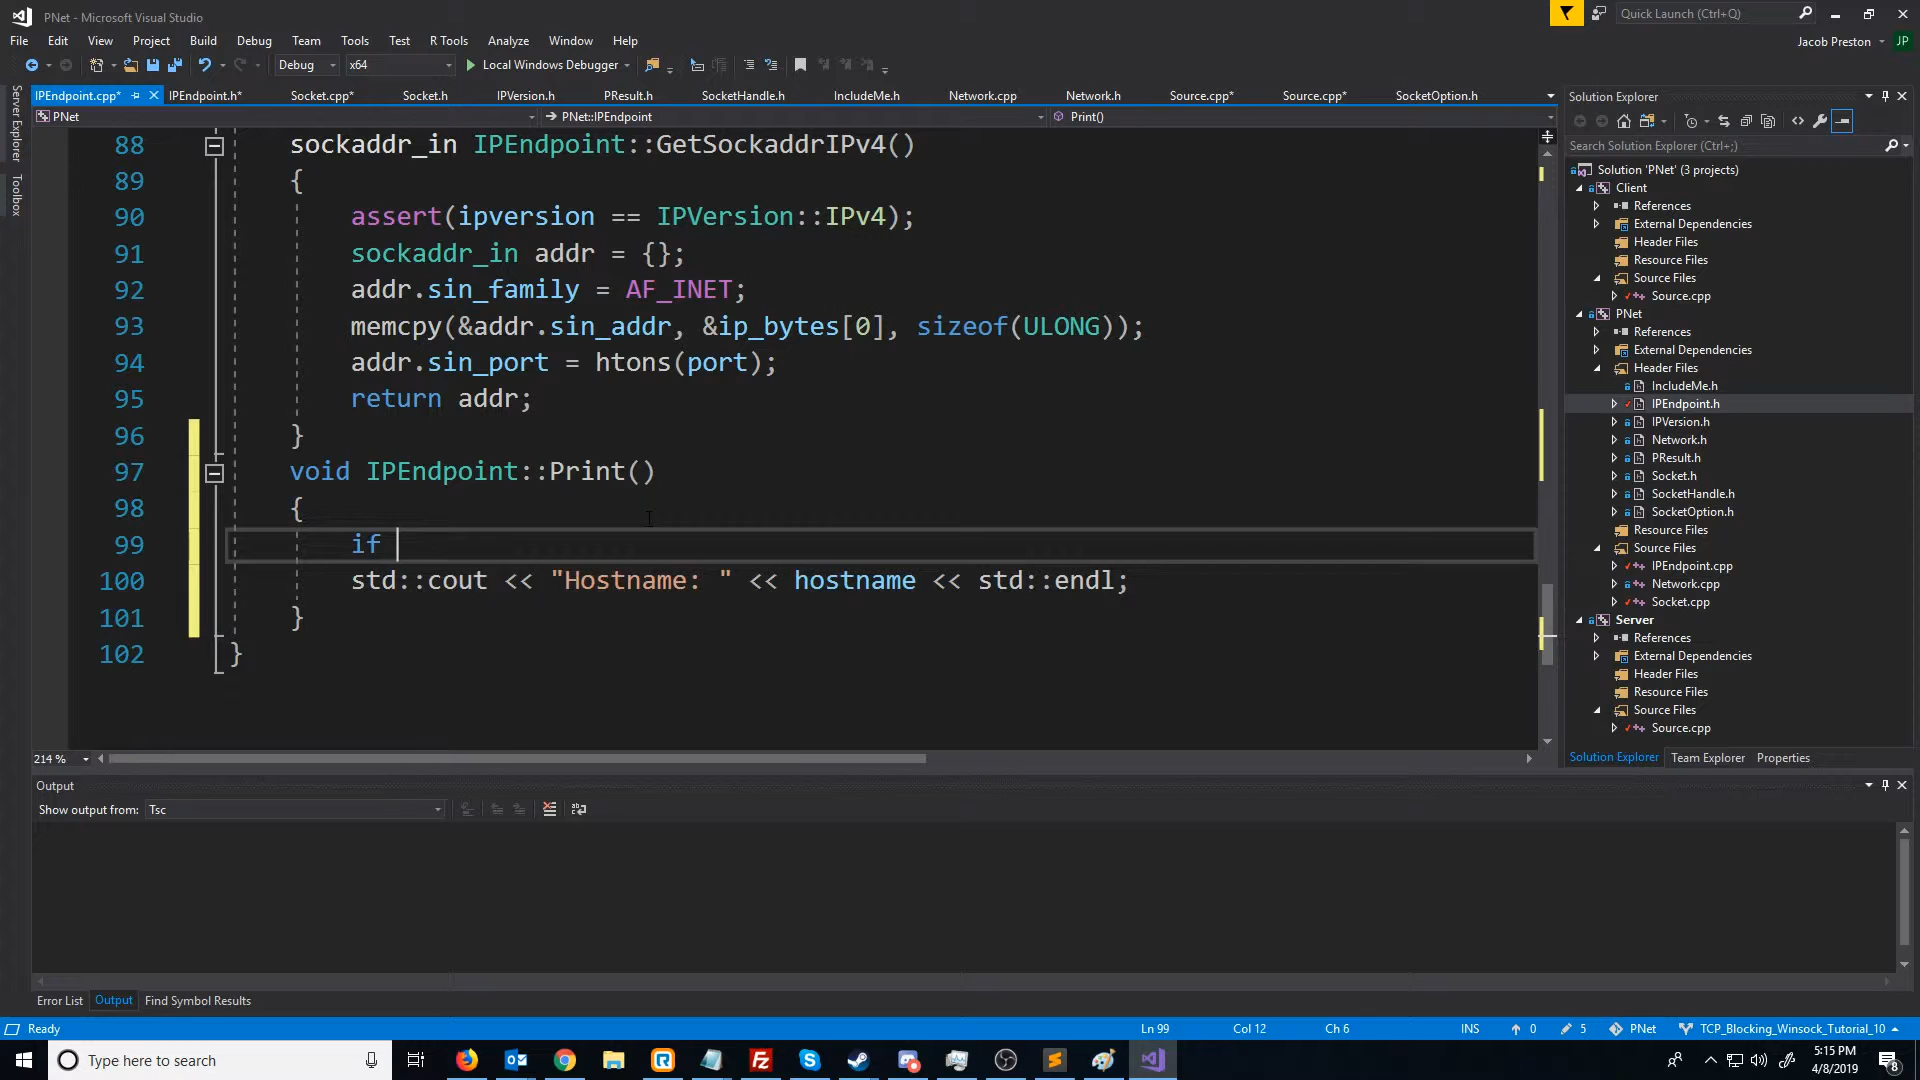 PNet - Microsoft Visual Studio
Quick Launch (Ctrl+Q)
File Edit View Project Build Debug Team Tools Test R Tools Analyze Window Help
Jacob Preston JP
Debug x64 Local Windows Debugger
Server Explorer
Toolbox
IPEndpoint.cpp* IPEndpoint.h* Socket.cpp* Socket.h IPVersion.h PResult.h SocketHandle.h IncludeMe.h Network.cpp Network.h Source.cpp* Source.cpp* SocketOption.h
PNet PNet::IPEndpoint Print()
88 sockaddr_in IPEndpoint::GetSockaddrIPv4()
89 {
90 assert(ipversion == IPVersion::IPv4);
91 sockaddr_in addr = {};
92 addr.sin_family = AF_INET;
93 memcpy(&addr.sin_addr, &ip_bytes[0], sizeof(ULONG));
94 addr.sin_port = htons(port);
95 return addr;
96 }
97 void IPEndpoint::Print()
98 {
99 if
100 std::cout << "Hostname: " << hostname << std::endl;
101 }
102 }
214 %
Solution Explorer
Search Solution Explorer (Ctrl+;)
Solution 'PNet' (3 projects)
Client
References
External Dependencies
Header Files
Resource Files
Source Files
Source.cpp
PNet
References
External Dependencies
Header Files
IncludeMe.h
IPEndpoint.h
IPVersion.h
Network.h
PResult.h
Socket.h
SocketHandle.h
SocketOption.h
Resource Files
Source Files
IPEndpoint.cpp
Network.cpp
Socket.cpp
Server
References
External Dependencies
Header Files
Resource Files
Source Files
Source.cpp
Solution Explorer Team Explorer Properties
Output
Show output from: Tsc
Error List Output Find Symbol Results
Ready Ln 99 Col 12 Ch 6 INS 0 5 PNet TCP_Blocking_Winsock_Tutorial_10
Type here to search
5:15 PM
4/8/2019
8